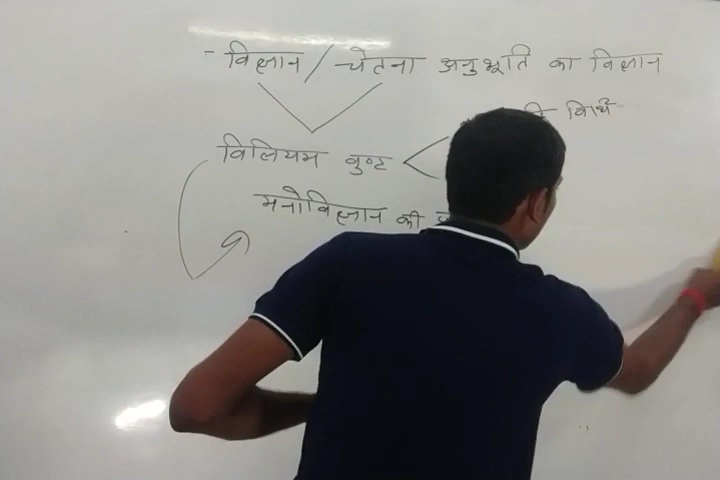 - विज्ञान / चेतना अनुभूति का विज्ञान
विधि
विलियम वुण्ट
मनोविज्ञान की